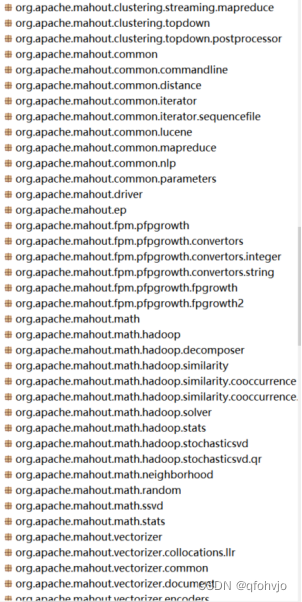 org.apache.mahout.clustering.streaming.mapreduce
org.apache.mahout.clustering.topdown
org.apache.mahout.clustering.topdown.postprocessor
org.apache.mahout.common
org.apache.mahout.common.commandline
org.apache.mahout.common.distance
org.apache.mahout.common.iterator
org.apache.mahout.common.iterator.sequencefile
org.apache.mahout.common.lucene
org.apache.mahout.common.mapreduce
org.apache.mahout.common.nlp
org.apache.mahout.common.parameters
org.apache.mahout.driver
org.apache.mahout.ep
org.apache.mahout.fpm.pfpgrowth
org.apache.mahout.fpm.pfpgrowth.convertors
org.apache.mahout.fpm.pfpgrowth.convertors.integer
org.apache.mahout.fpm.pfpgrowth.convertors.string
org.apache.mahout.fpm.pfpgrowth.fpgrowth
org.apache.mahout.fpm.pfpgrowth.fpgrowth2
org.apache.mahout.math
org.apache.mahout.math.hadoop
org.apache.mahout.math.hadoop.decomposer
org.apache.mahout.math.hadoop.similarity
org.apache.mahout.math.hadoop.similarity.cooccurrence
org.apache.mahout.math.hadoop.similarity.cooccurrence.
org.apache.mahout.math.hadoop.solver
org.apache.mahout.math.hadoop.stats
org.apache.mahout.math.hadoop.stochasticsvd
org.apache.mahout.math.hadoop.stochasticsvd.qr
org.apache.mahout.math.neighborhood
org.apache.mahout.math.random
org.apache.mahout.math.ssvd
org.apache.mahout.math.stats
org.apache.mahout.vectorizer
org.apache.mahout.vectorizer.collocations.llr
org.apache.mahout.vectorizer.common
org.apache.mahout.vectorizer.document
CSDN @qfohvjo
org.apache.mahout.vectorizer.encoders